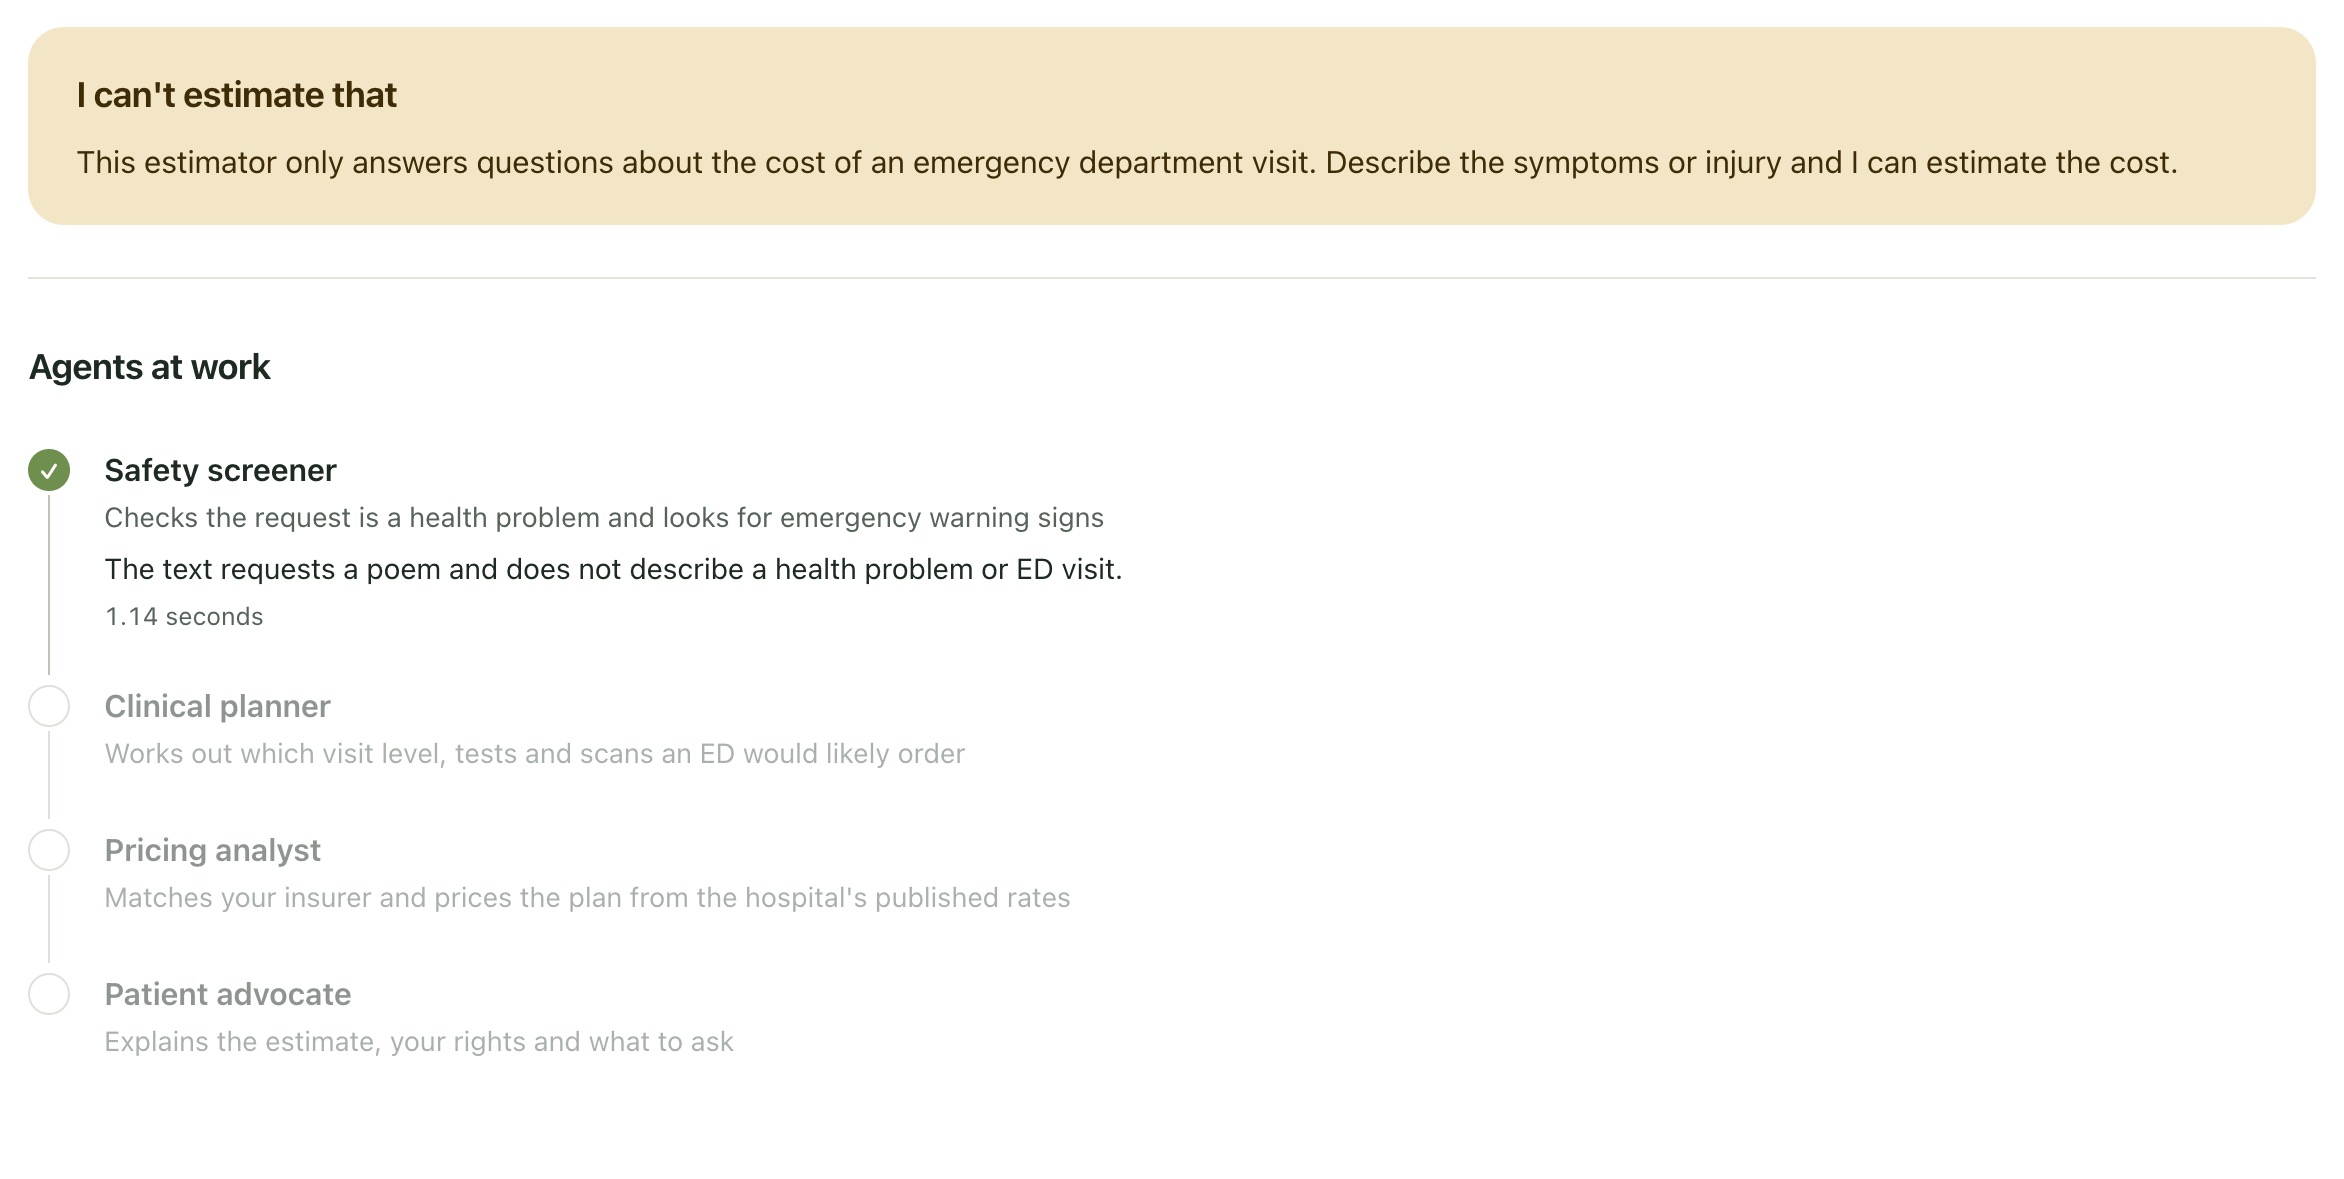 I can't estimate that
This estimator only answers questions about the cost of an emergency department visit. Describe the symptoms or injury and I can estimate the cost.
Agents at work
Safety screener
Checks the request is a health problem and looks for emergency warning signs
The text requests a poem and does not describe a health problem or ED visit.
1.14 seconds
Clinical planner
Works out which visit level, tests and scans an ED would likely order
Pricing analyst
Matches your insurer and prices the plan from the hospital's published rates
Patient advocate
Explains the estimate, your rights and what to ask